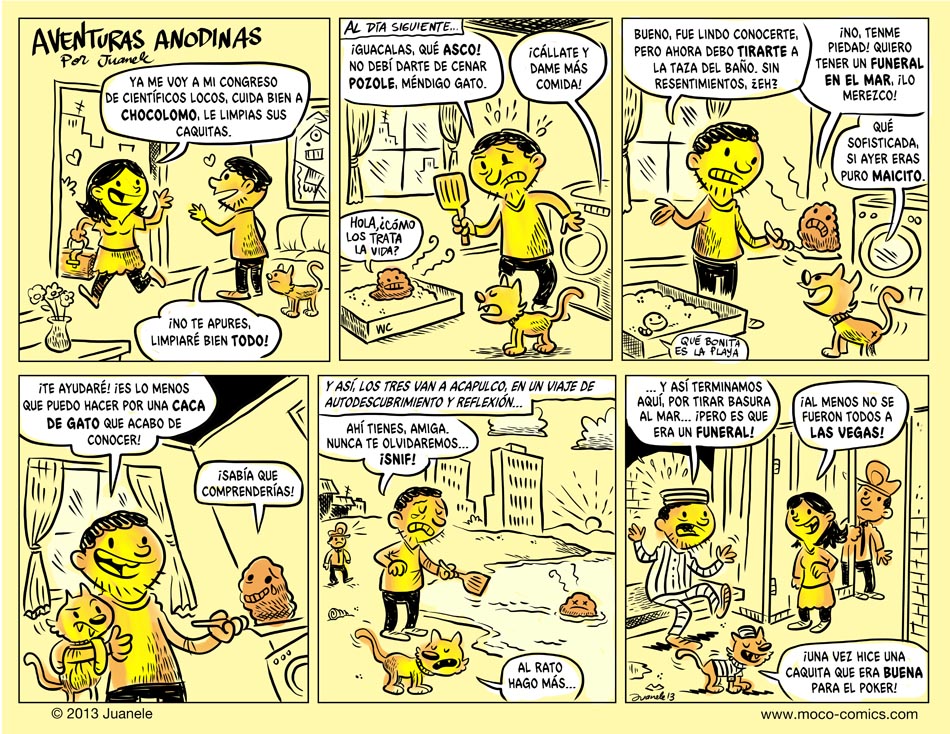 AVENTURAS ANODINAS
Por Juanele
YA ME VOY A MI CONGRESO
DE CIENTÍFICOS LOCOS, CUIDA BIEN A
CHOCOLOMO, LE LIMPIAS SUS
CAQUITAS.
¡NO TE APURES,
LIMPIARÉ BIEN TODO!
AL DÍA SIGUIENTE...
¡GUACALAS, QUÉ ASCO!
NO DEBÍ DARTE DE CENAR
POZOLE, MÉNDIGO GATO.
¡CÁLLATE Y
DAME MÁS
COMIDA!
HOLA, ¿CÓMO
LOS TRATA
LA VIDA?
WC
BUENO, FUE LINDO CONOCERTE,
PERO AHORA DEBO TIRARTE A
LA TAZA DEL BAÑO. SIN
RESENTIMIENTOS, ¿EH?
¡NO, TENME
PIEDAD! QUIERO
TENER UN FUNERAL
EN EL MAR, ¡LO
MEREZCO!
QUÉ
SOFISTICADA,
SI AYER ERAS
PURO MAICITO.
QUÉ BONITA
ES LA PLAYA
¡TE AYUDARÉ! ¡ES LO MENOS
QUE PUEDO HACER POR UNA CACA
DE GATO QUE ACABO DE
CONOCER!
¡SABÍA QUE
COMPRENDERÍAS!
Y ASÍ, LOS TRES VAN A ACAPULCO, EN UN VIAJE DE
AUTODESCUBRIMIENTO Y REFLEXIÓN...
AHÍ TIENES, AMIGA.
NUNCA TE OLVIDAREMOS...
¡SNIF!
AL RATO
HAGO MÁS...
... Y ASÍ TERMINAMOS
AQUÍ, POR TIRAR BASURA
AL MAR... ¡PERO ES QUE
ERA UN FUNERAL!
¡AL MENOS NO SE
FUERON TODOS A
LAS VEGAS!
¡UNA VEZ HICE UNA
CAQUITA QUE ERA BUENA
PARA EL POKER!
Juanele 13
© 2013 Juanele
www.moco-comics.com